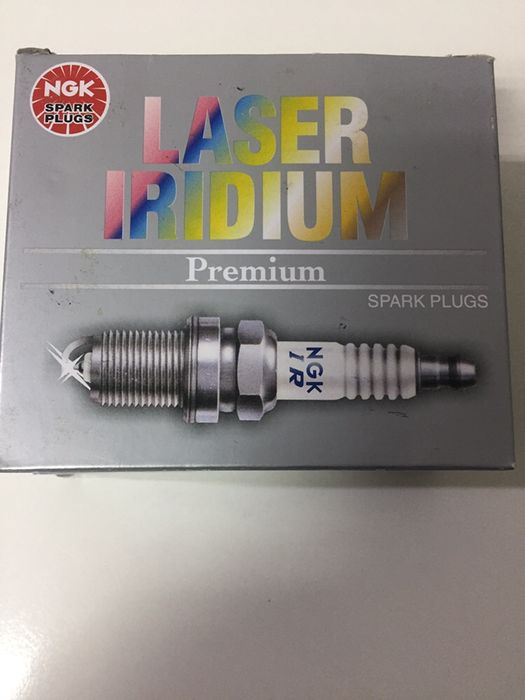 NGK
SPARK
PLUGS
LASER
IRIDIUM
Premium
SPARK PLUGS
NGK
IR